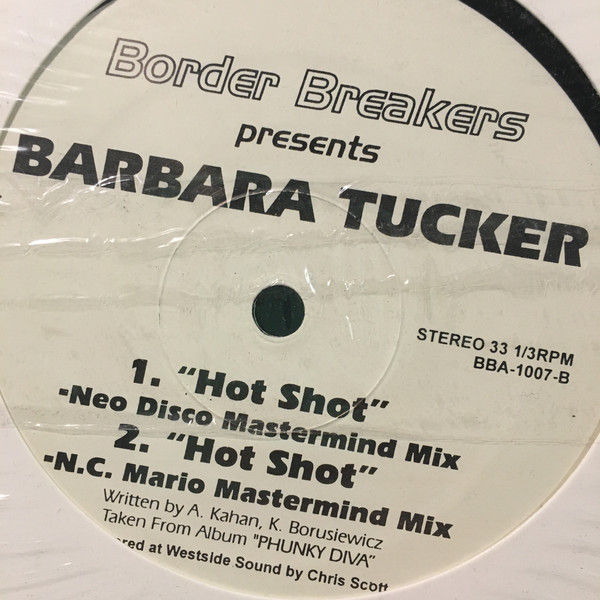 Border Breakers
presents
BARBARA TUCKER
STEREO 33 1/3RPM
BBA-1007-B
1. "Hot Shot"
-Neo Disco Mastermind Mix
2. "Hot Shot"
-N.C. Mario Mastermind Mix
Written by A. Kahan, K. Borusiewicz
Taken From Album "PHUNKY DIVA"
at Westside Sound by Chris Scott